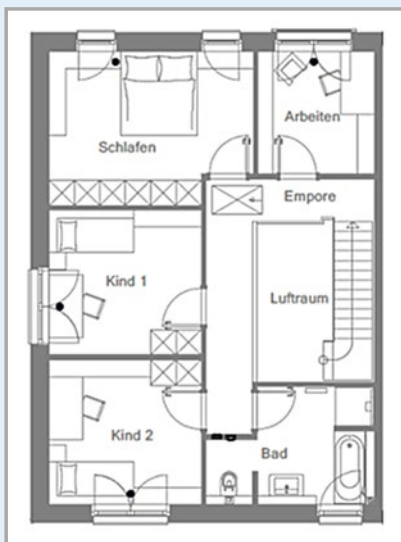 Arbeiten
Schlafen
Empore
Kind 1
Luftraum
Kind 2
Bad